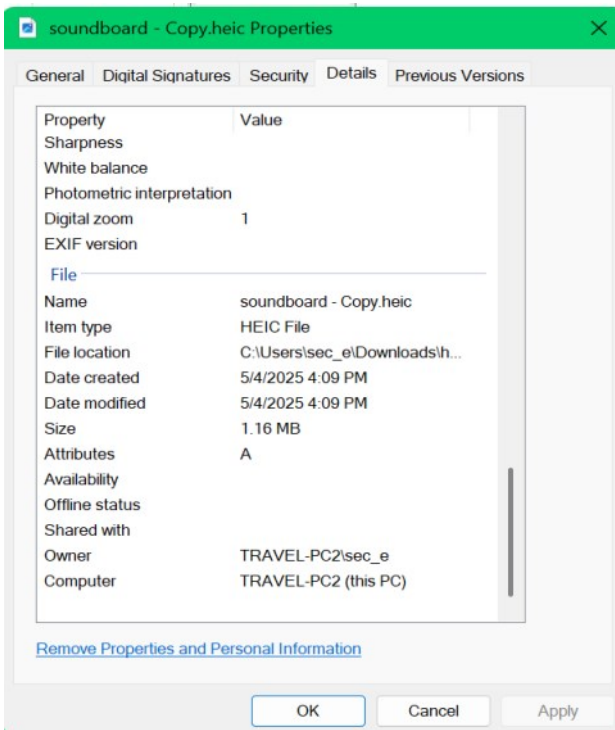 soundboard - Copy.heic Properties
General Digital Signatures Security Details Previous Versions
Property Value
Sharpness
White balance
Photometric interpretation
Digital zoom 1
EXIF version
File
Name soundboard - Copy.heic
Item type HEIC File
File location C:\Users\sec_e\Downloads\h...
Date created 5/4/2025 4:09 PM
Date modified 5/4/2025 4:09 PM
Size 1.16 MB
Attributes A
Availability
Offline status
Shared with
Owner TRAVEL-PC2\sec_e
Computer TRAVEL-PC2 (this PC)
Remove Properties and Personal Information
OK Cancel Apply